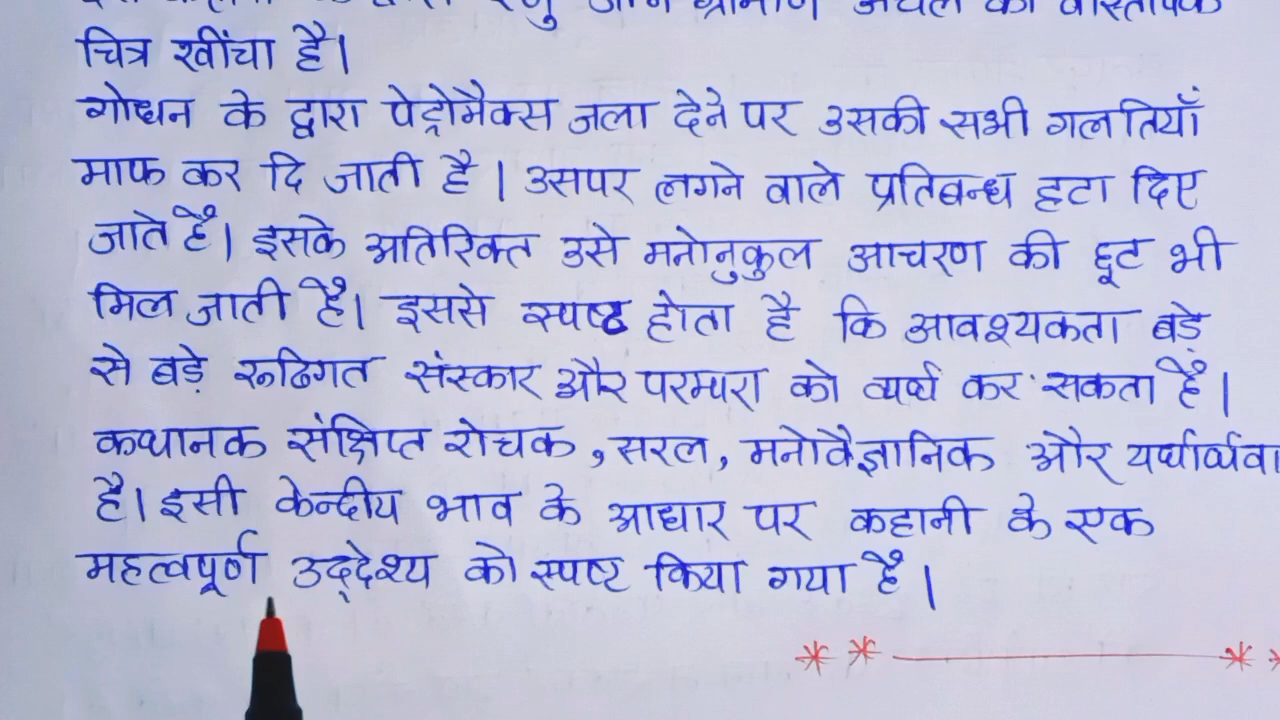 रेणु ग्रामीण अंचल का वास्तविक
चित्र खींचा है।
गोधन के द्वारा पेट्रोमैक्स जला देने पर उसकी सभी गलतियाँ
माफ कर दि जाती है। उसपर लगने वाले प्रतिबन्ध हटा दिए
जाते हैं। इसके अतिरिक्त उसे मनोनुकुल आचरण की छूट भी
मिल जाती है। इससे स्पष्ठ होता है कि आवश्यकता बड़े
से बड़े रूढिगत संस्कार और परम्परा को व्यर्थ कर सकता है।
कथानक संक्षिप्त रोचक, सरल, मनोवैज्ञानिक और
है। इसी केन्दीय भाव के आधार पर कहानी के एक
महत्वपूर्ण उद्देश्य को स्पष्ट किया गया है।